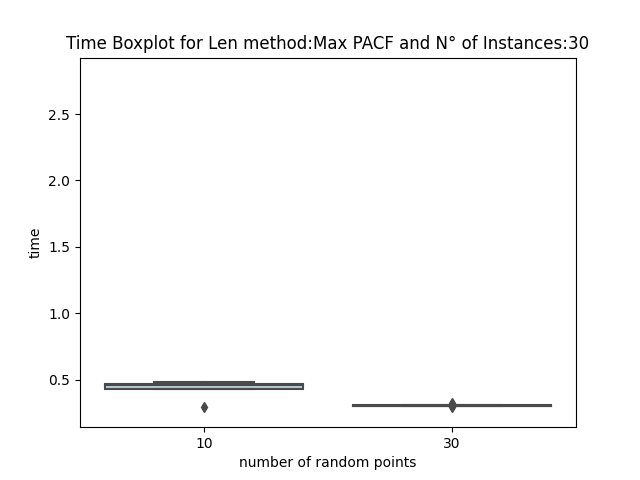 Time Boxplot for Len method:Max PACF and N° of Instances:30
2.5
2.0
1.5
1.0
0.5
time
10
30
number of random points